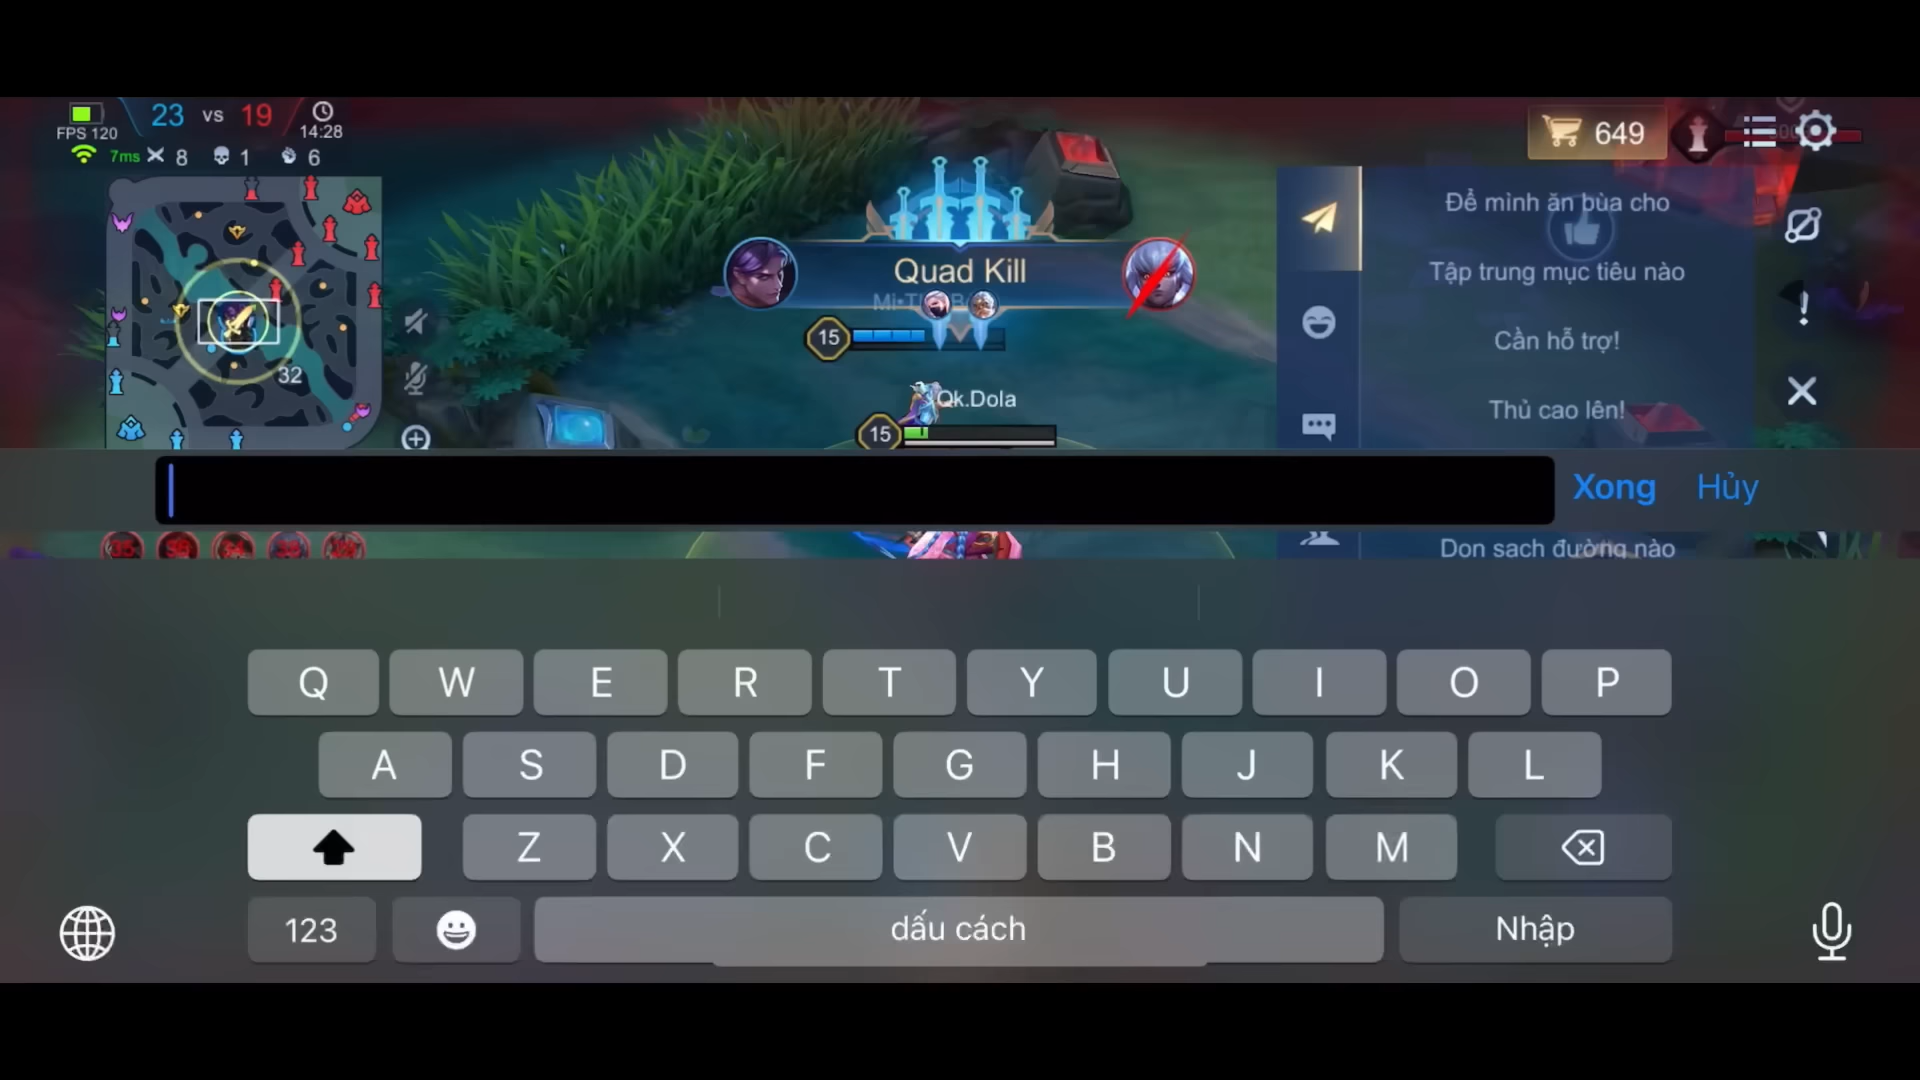 23 vs 19
14:28
FPS 120
7ms
8
1
6
649
Quad Kill
15
32
Qk.Dola
15
Để mình ăn bùa cho
Tập trung mục tiêu nào
Cần hỗ trợ!
Thủ cao lên!
Xong
Hủy
Dọn sạch đường nào
Q W E R T Y U I O P
A S D F G H J K L
Z X C V B N M
123
dấu cách
Nhập